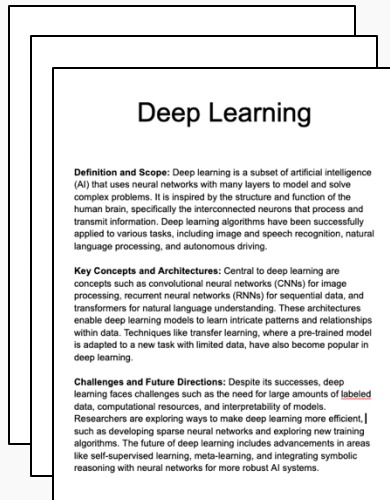 Deep Learning
Definition and Scope: Deep learning is a subset of artificial intelligence
(AI) that uses neural networks with many layers to model and solve
complex problems. It is inspired by the structure and function of the
human brain, specifically the interconnected neurons that process and
transmit information. Deep learning algorithms have been successfully
applied to various tasks, including image and speech recognition, natural
language processing, and autonomous driving.
Key Concepts and Architectures: Central to deep learning are
concepts such as convolutional neural networks (CNNs) for image
processing, recurrent neural networks (RNNs) for sequential data, and
transformers for natural language understanding. These architectures
enable deep learning models to learn intricate patterns and relationships
within data. Techniques like transfer learning, where a pre-trained model
is adapted to a new task with limited data, have also become popular in
deep learning.
Challenges and Future Directions: Despite its successes, deep
learning faces challenges such as the need for large amounts of labeled
data, computational resources, and interpretability of models.
Researchers are exploring ways to make deep learning more efficient,
such as developing sparse neural networks and exploring new training
algorithms. The future of deep learning includes advancements in areas
like self-supervised learning, meta-learning, and integrating symbolic
reasoning with neural networks for more robust AI systems.